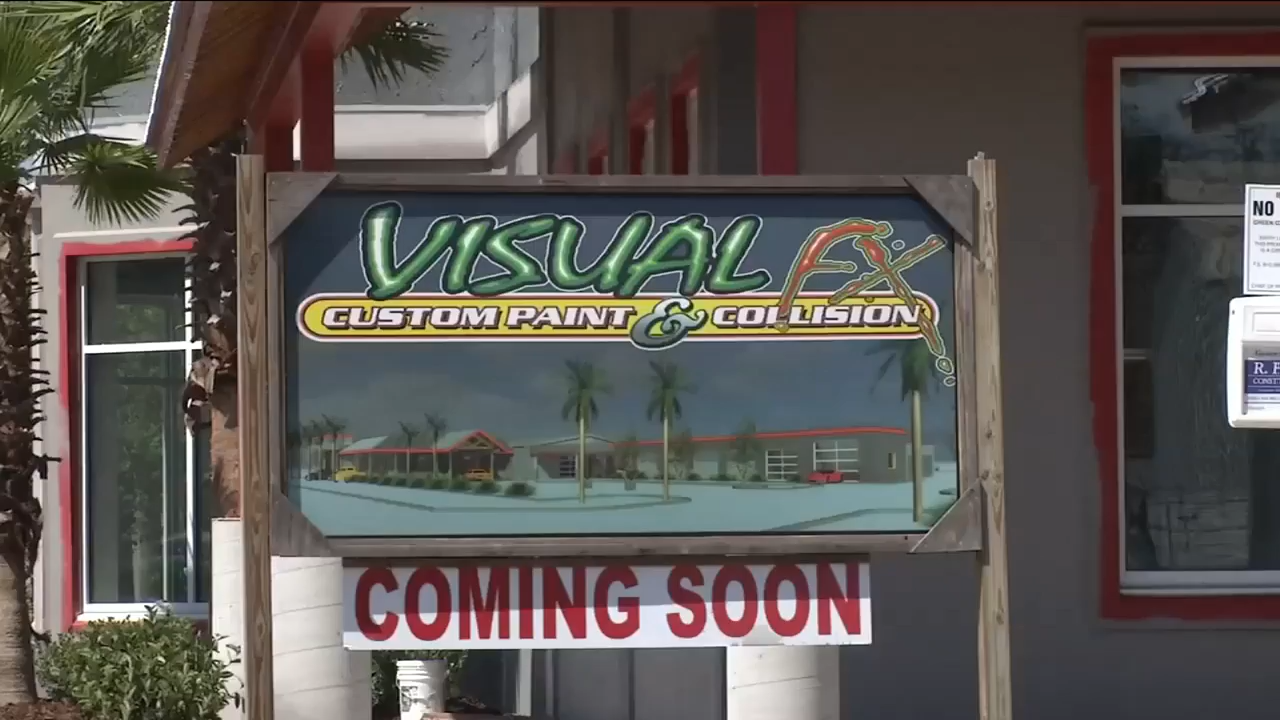 VISUAL FX
CUSTOM PAINT & COLLISION
COMING SOON
NO
R.